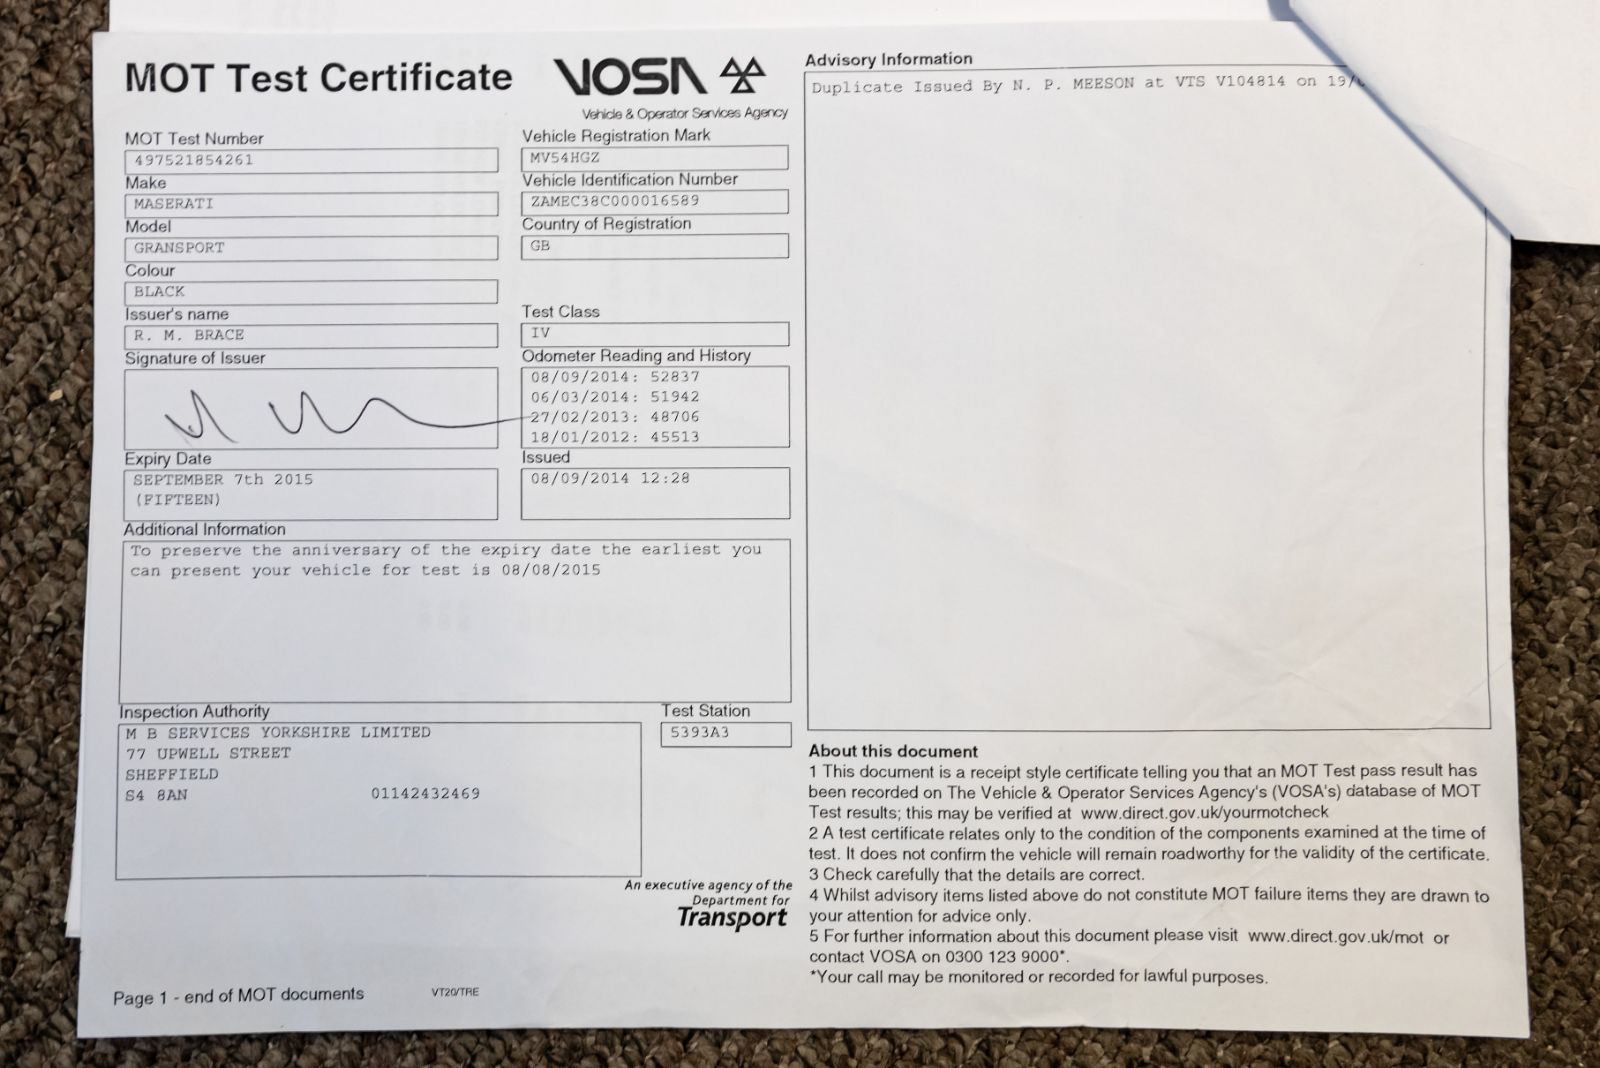 MOT Test Certificate
VOSA
Vehicle & Operator Services Agency
MOT Test Number
497521854261
Vehicle Registration Mark
MV54HGZ
Make
MASERATI
Vehicle Identification Number
ZAMEC38C000016589
Model
GRANSPORT
Country of Registration
GB
Colour
BLACK
Issuer's name
R. M. BRACE
Test Class
IV
Signature of Issuer
Odometer Reading and History
08/09/2014: 52837
06/03/2014: 51942
27/02/2013: 48706
18/01/2012: 45513
Expiry Date
SEPTEMBER 7th 2015
(FIFTEEN)
Issued
08/09/2014 12:28
Additional Information
To preserve the anniversary of the expiry date the earliest you
can present your vehicle for test is 08/08/2015
Inspection Authority
M B SERVICES YORKSHIRE LIMITED
77 UPWELL STREET
SHEFFIELD
S4 8AN 01142432469
Test Station
5393A3
An executive agency of the
Department for
Transport
Page 1 - end of MOT documents
VT20/TRE
Advisory Information
Duplicate Issued By N. P. MEESON at VTS V104814 on 19/
About this document
1 This document is a receipt style certificate telling you that an MOT Test pass result has
been recorded on The Vehicle & Operator Services Agency's (VOSA's) database of MOT
Test results; this may be verified at www.direct.gov.uk/yourmotcheck
2 A test certificate relates only to the condition of the components examined at the time of
test. It does not confirm the vehicle will remain roadworthy for the validity of the certificate.
3 Check carefully that the details are correct.
4 Whilst advisory items listed above do not constitute MOT failure items they are drawn to
your attention for advice only.
5 For further information about this document please visit www.direct.gov.uk/mot or
contact VOSA on 0300 123 9000*.
*Your call may be monitored or recorded for lawful purposes.